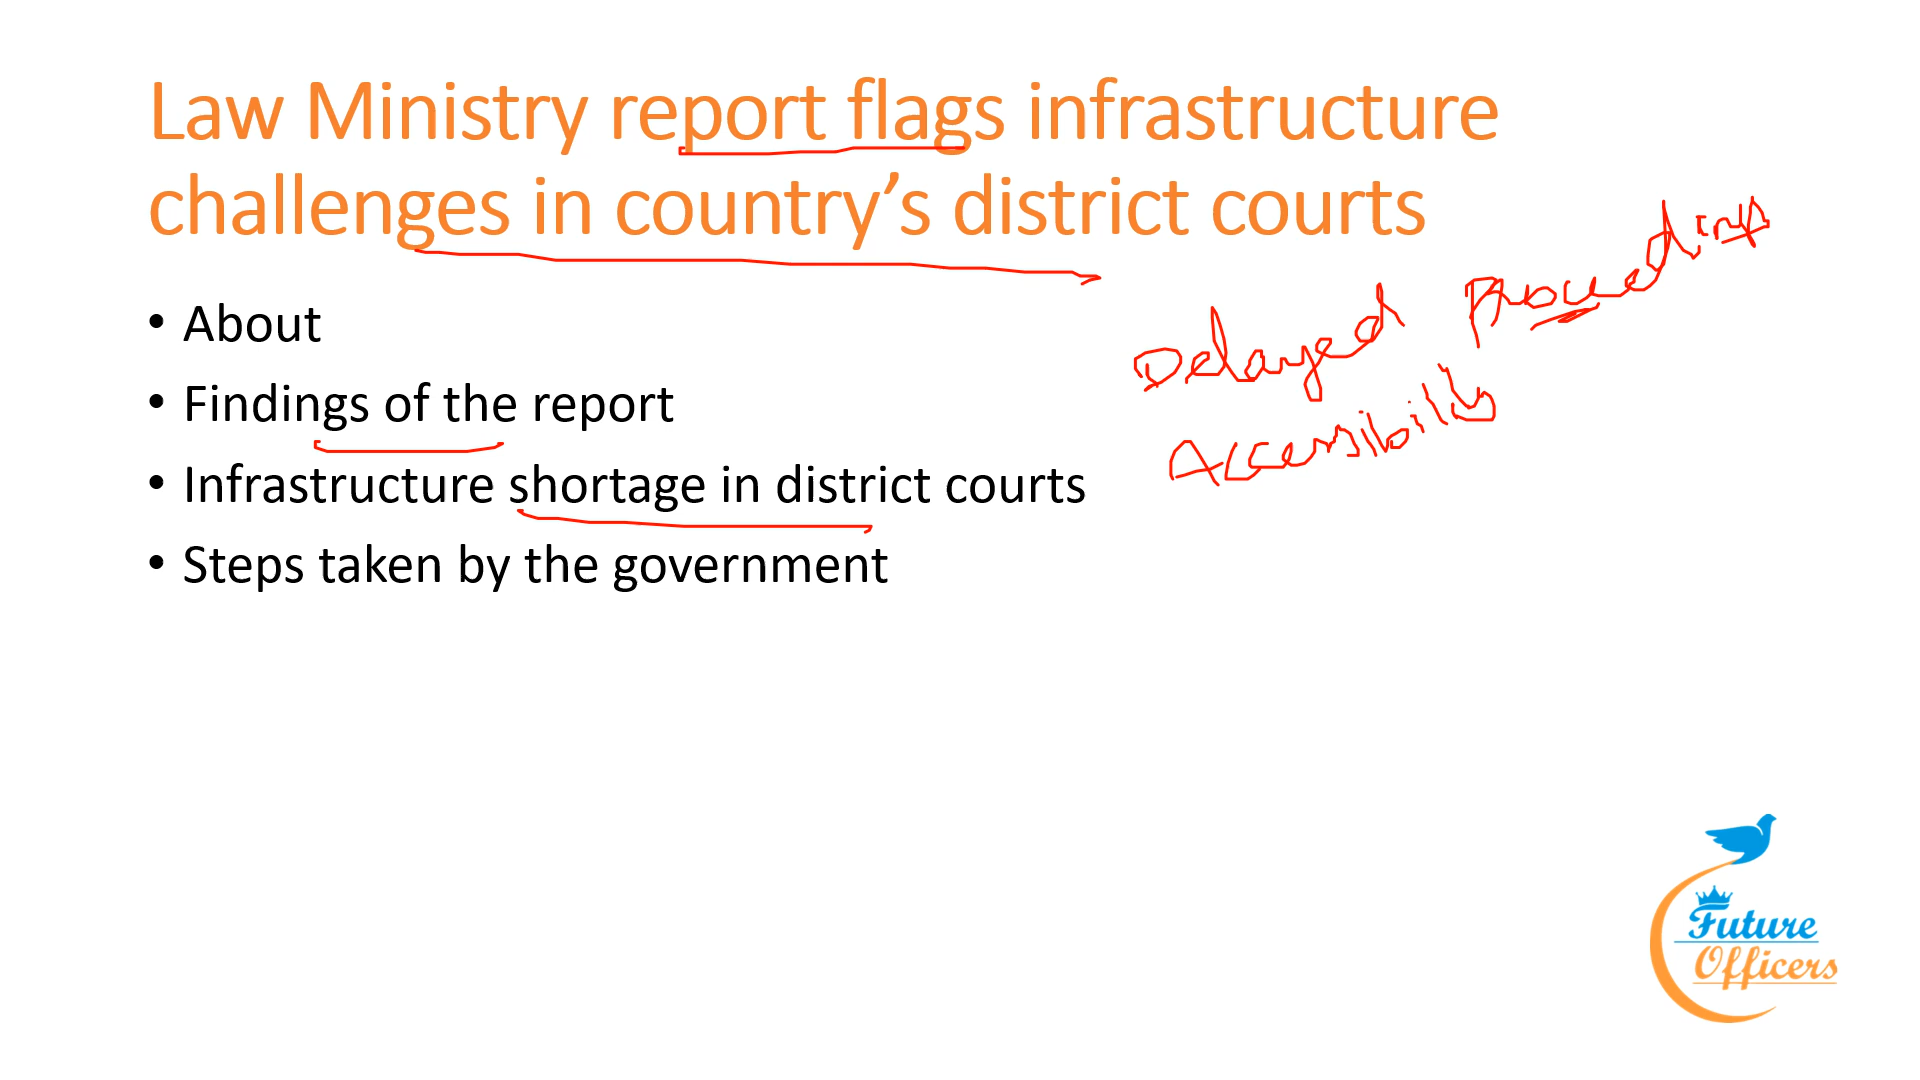 Law Ministry report flags infrastructure
challenges in country’s district courts
• About
• Findings of the report
• Infrastructure shortage in district courts
• Steps taken by the government
Delayed Proceedings
Accessibility
Future
Officers